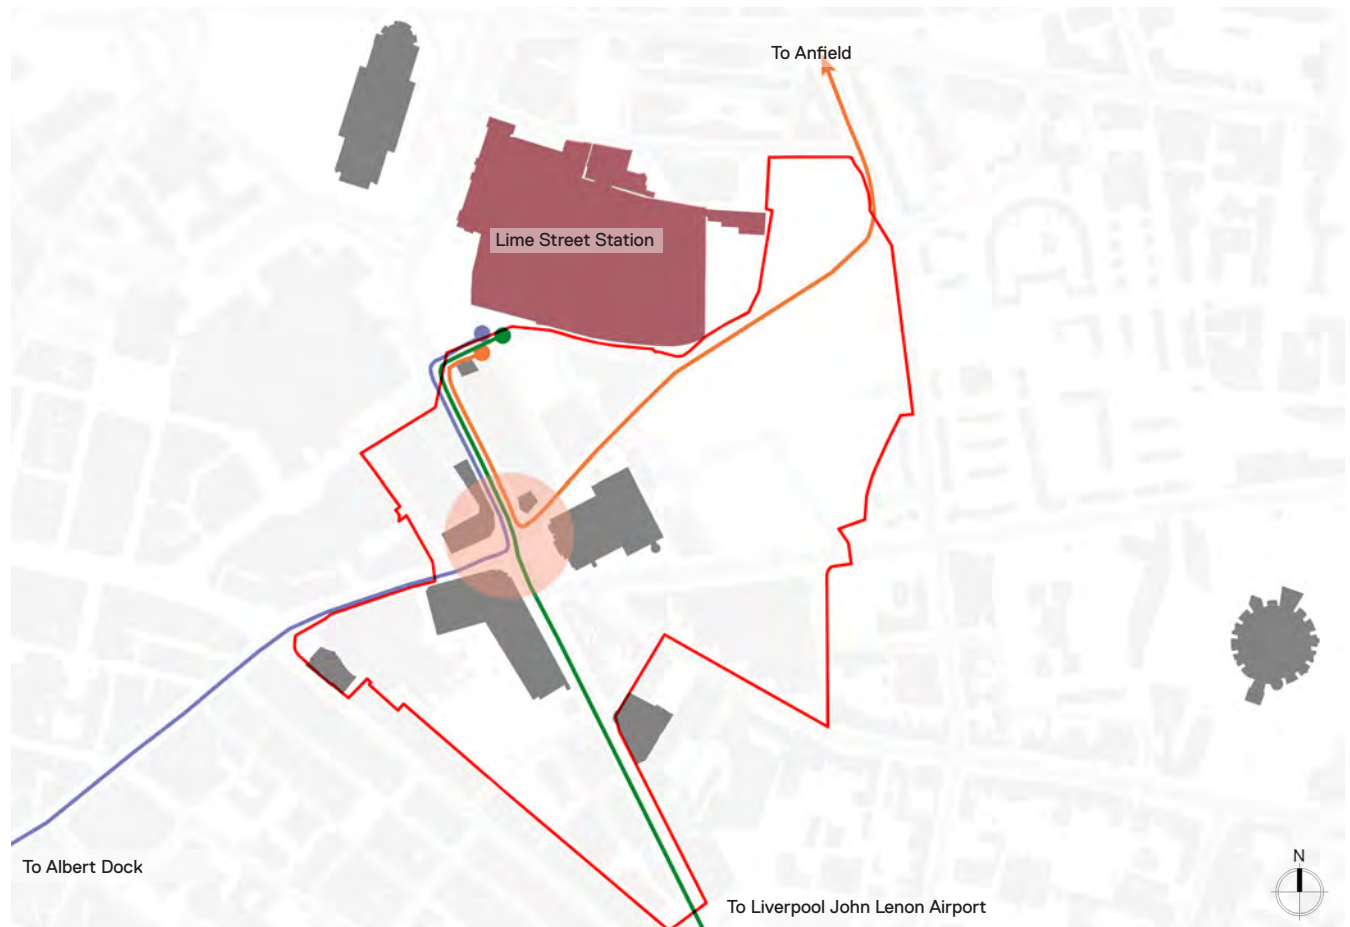 To Anfield
Lime Street Station
To Albert Dock
N
To Liverpool John Lenon Airport